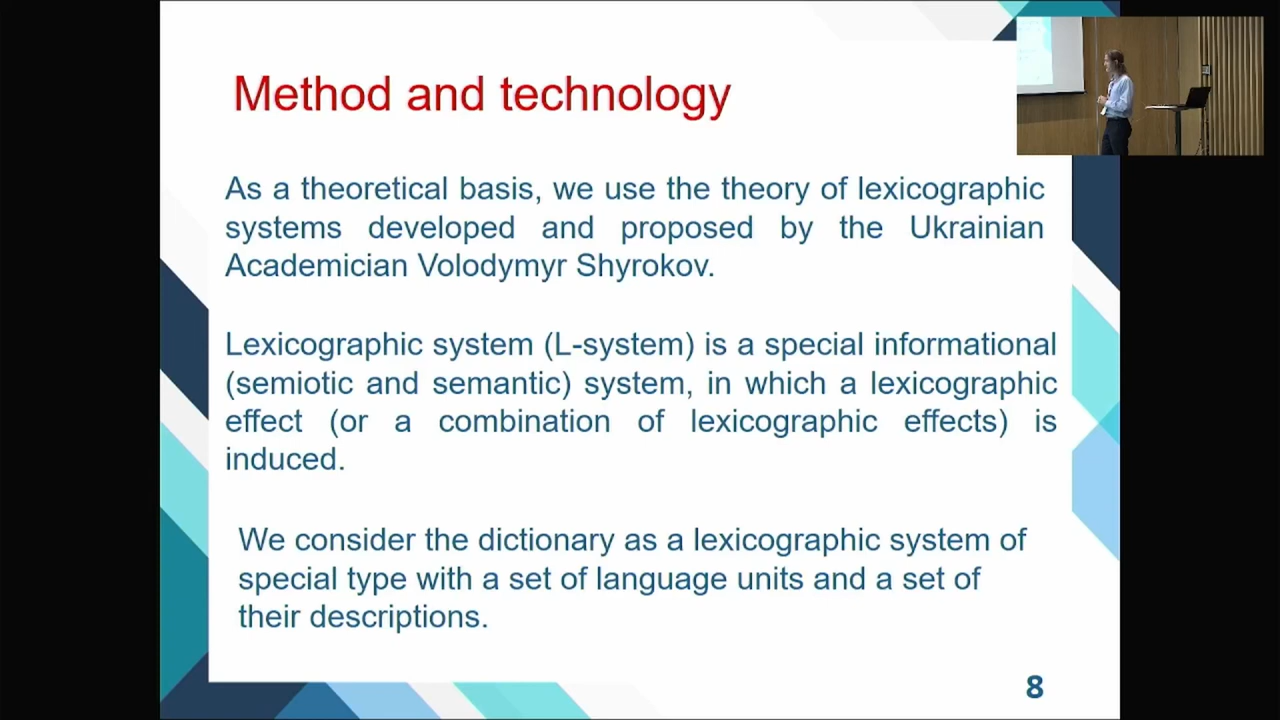 Method and technology
As a theoretical basis, we use the theory of lexicographic
systems developed and proposed by the Ukrainian
Academician Volodymyr Shyrokov.
Lexicographic system (L-system) is a special informational
(semiotic and semantic) system, in which a lexicographic
effect (or a combination of lexicographic effects) is
induced.
We consider the dictionary as a lexicographic system of
special type with a set of language units and a set of
their descriptions.
8